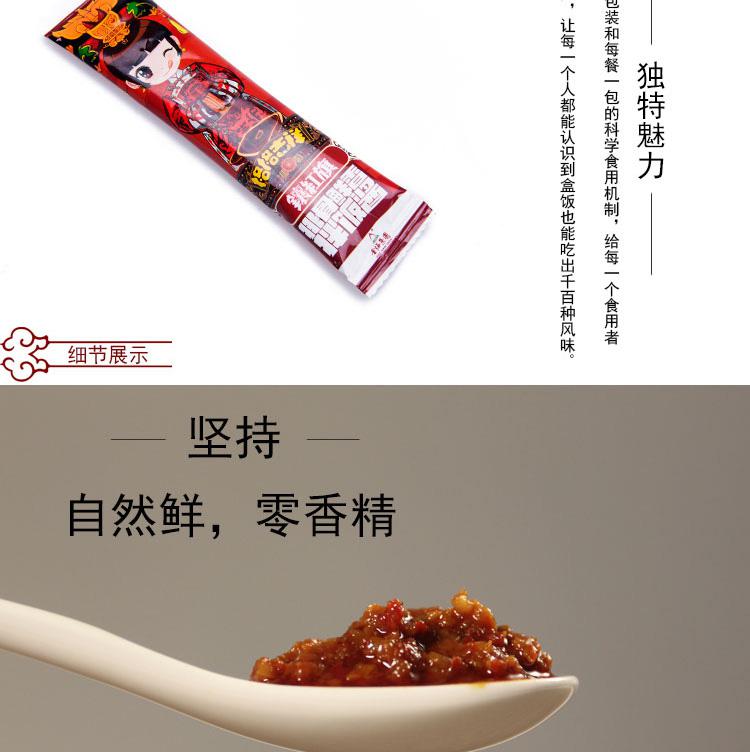 独特魅力
包装和每餐一包的科学食用机制，给每一个食用者
，让每一个人都能认识到盒饭也能吃出千百种风味。
细节展示
坚持
自然鲜，零香精